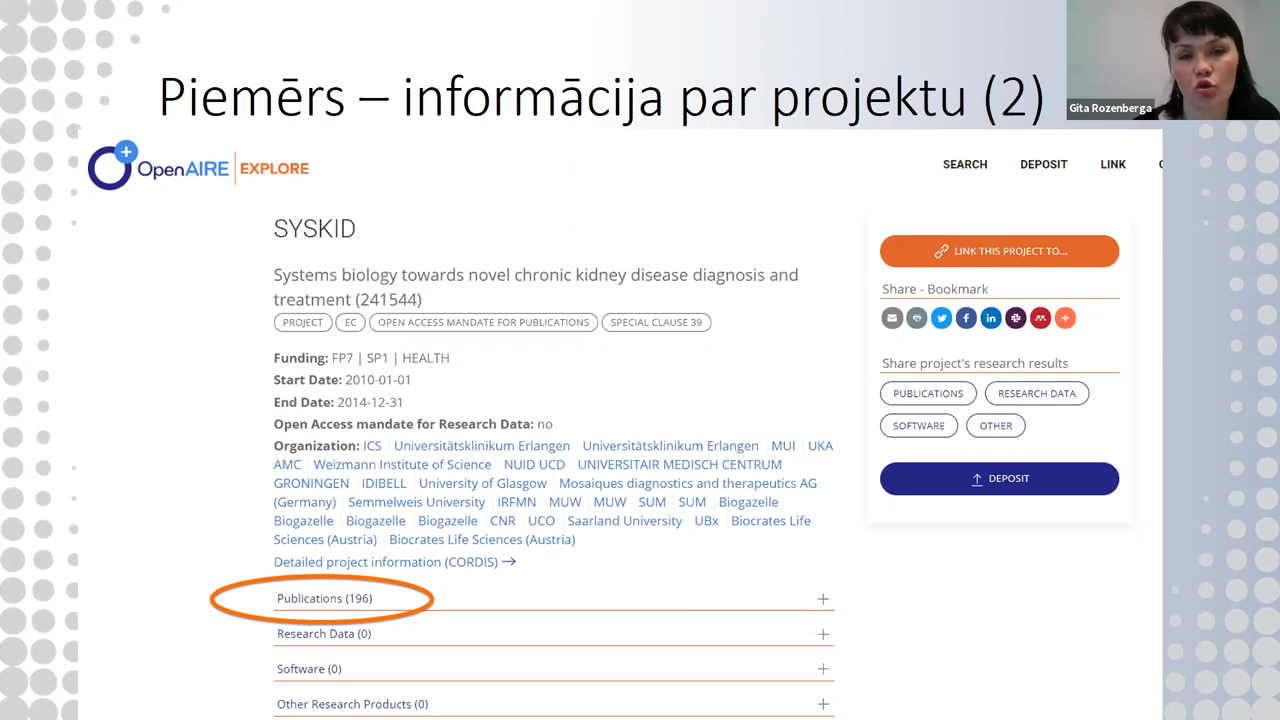 Piemērs – informācija par projektu (2)
Gita Rozenberga
OpenAIRE EXPLORE
SEARCH DEPOSIT LINK
SYSKID
Systems biology towards novel chronic kidney disease diagnosis and
treatment (241544)
PROJECT EC OPEN ACCESS MANDATE FOR PUBLICATIONS SPECIAL CLAUSE 39
Funding: FP7 | SP1 | HEALTH
Start Date: 2010-01-01
End Date: 2014-12-31
Open Access mandate for Research Data: no
Organization: ICS Universitätsklinikum Erlangen Universitätsklinikum Erlangen MUI UKA
AMC Weizmann Institute of Science NUID UCD UNIVERSITAIR MEDISCH CENTRUM
GRONINGEN IDIBELL University of Glasgow Mosaiques diagnostics and therapeutics AG
(Germany) Semmelweis University IRFMN MUW MUW SUM SUM Biogazelle
Biogazelle Biogazelle Biogazelle CNR UCO Saarland University UBx Biocrates Life
Sciences (Austria) Biocrates Life Sciences (Austria)
Detailed project information (CORDIS) →
Publications (196) +
Research Data (0) +
Software (0) +
Other Research Products (0) +
LINK THIS PROJECT TO...
Share - Bookmark
Share project's research results
PUBLICATIONS RESEARCH DATA
SOFTWARE OTHER
DEPOSIT